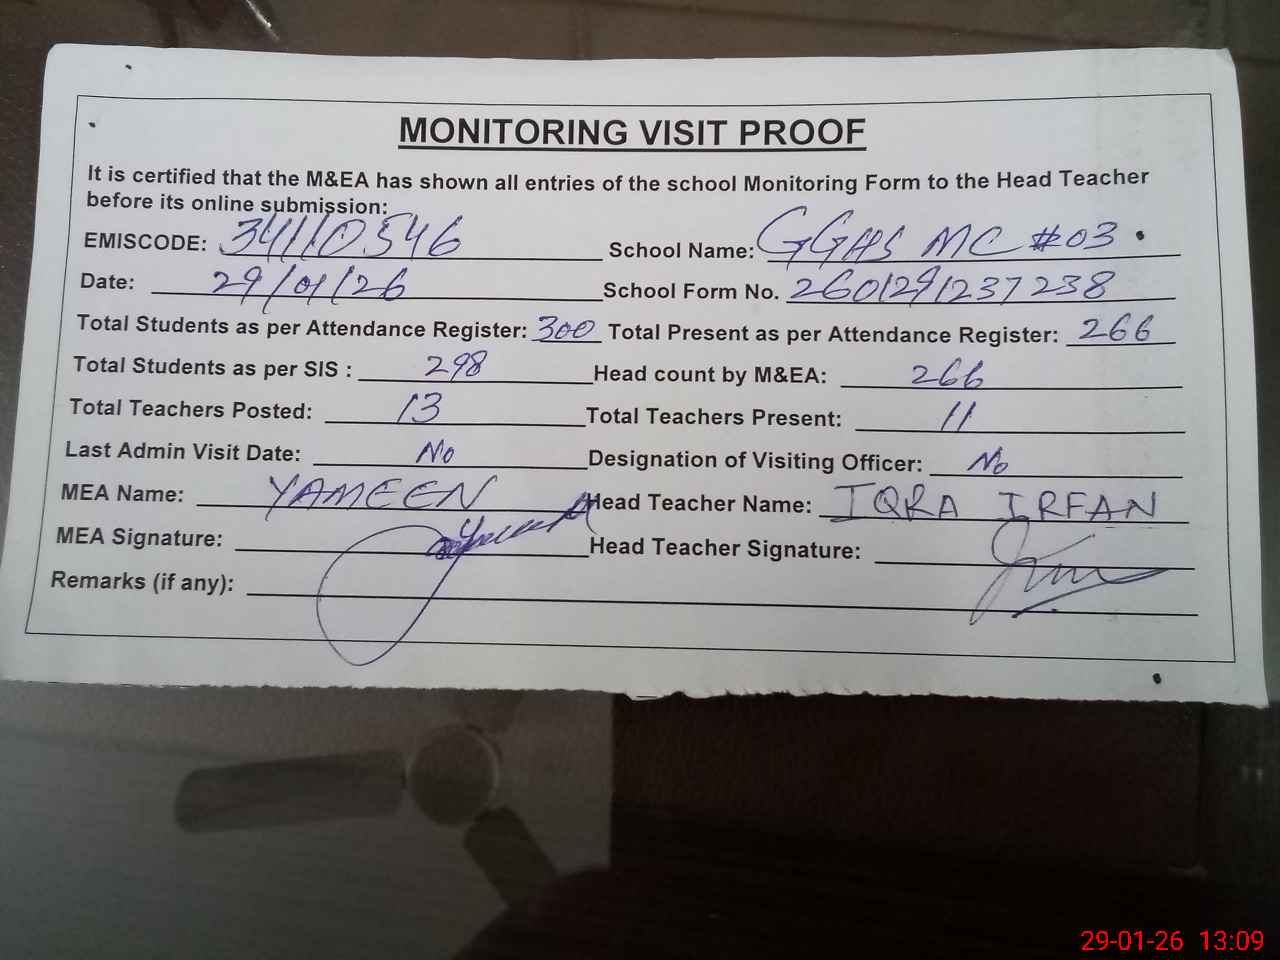 MONITORING VISIT PROOF
It is certified that the M&EA has shown all entries of the school Monitoring Form to the Head Teacher
before its online submission:
EMISCODE: 34110546 School Name: GGHS MC #03
Date: 29/01/26 School Form No. 2601291237238
Total Students as per Attendance Register: 300 Total Present as per Attendance Register: 266
Total Students as per SIS : 298 Head count by M&EA: 266
Total Teachers Posted: 13 Total Teachers Present: 11
Last Admin Visit Date: No Designation of Visiting Officer: No
MEA Name: YAMEEN Head Teacher Name: IQRA IRFAN
MEA Signature: Head Teacher Signature:
Remarks (if any):
29-01-26 13:09